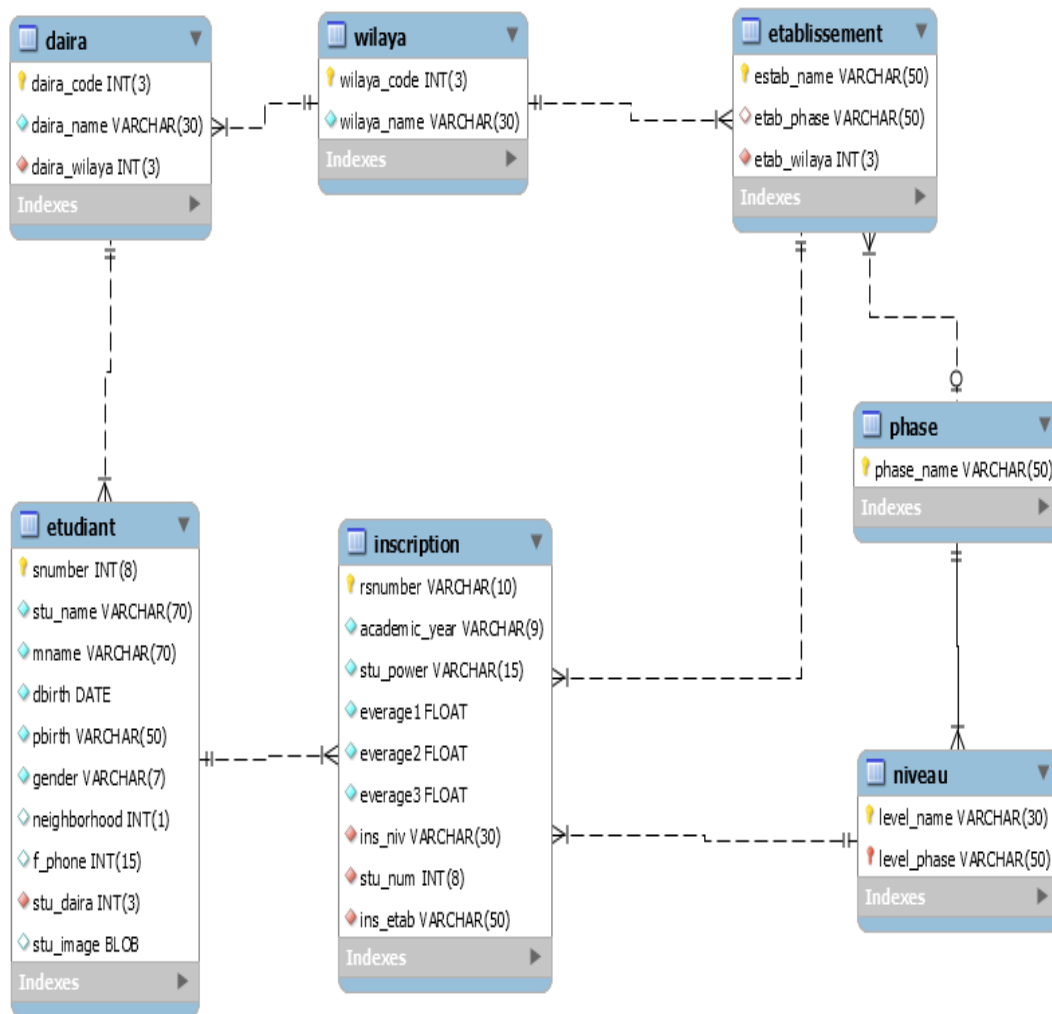 daira
daira_code INT(3)
daira_name VARCHAR(30)
daira_wilaya INT(3)
Indexes
wilaya
wilaya_code INT(3)
wilaya_name VARCHAR(30)
Indexes
etablissement
estab_name VARCHAR(50)
etab_phase VARCHAR(50)
etab_wilaya INT(3)
Indexes
phase
phase_name VARCHAR(50)
Indexes
etudiant
snumber INT(8)
stu_name VARCHAR(70)
mname VARCHAR(70)
dbirth DATE
pbirth VARCHAR(50)
gender VARCHAR(7)
neighborhood INT(1)
f_phone INT(15)
stu_daira INT(3)
stu_image BLOB
Indexes
inscription
rsnumber VARCHAR(10)
academic_year VARCHAR(9)
stu_power VARCHAR(15)
everage1 FLOAT
everage2 FLOAT
everage3 FLOAT
ins_niv VARCHAR(30)
stu_num INT(8)
ins_etab VARCHAR(50)
Indexes
niveau
level_name VARCHAR(30)
level_phase VARCHAR(50)
Indexes